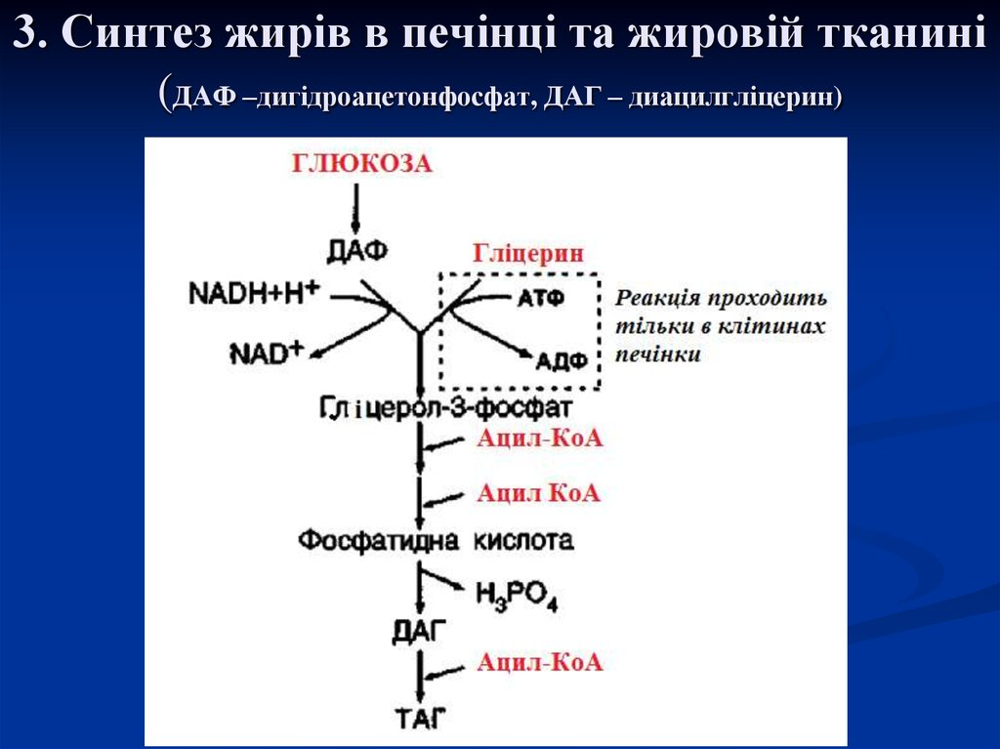 3. Синтез жирів в печінці та жировій тканині
(ДАФ –дигідроацетонфосфат, ДАГ – диацилгліцерин)
ГЛЮКОЗА
ДАФ
Гліцерин
NADH+H⁺
АТФ
Реакція проходить
тільки в клітинах
печінки
NAD⁺
АДФ
Гліцерол-3-фосфат
Ацил-КоА
Ацил КоА
Фосфатидна кислота
H₃PO₄
ДАГ
Ацил-КоА
ТАГ